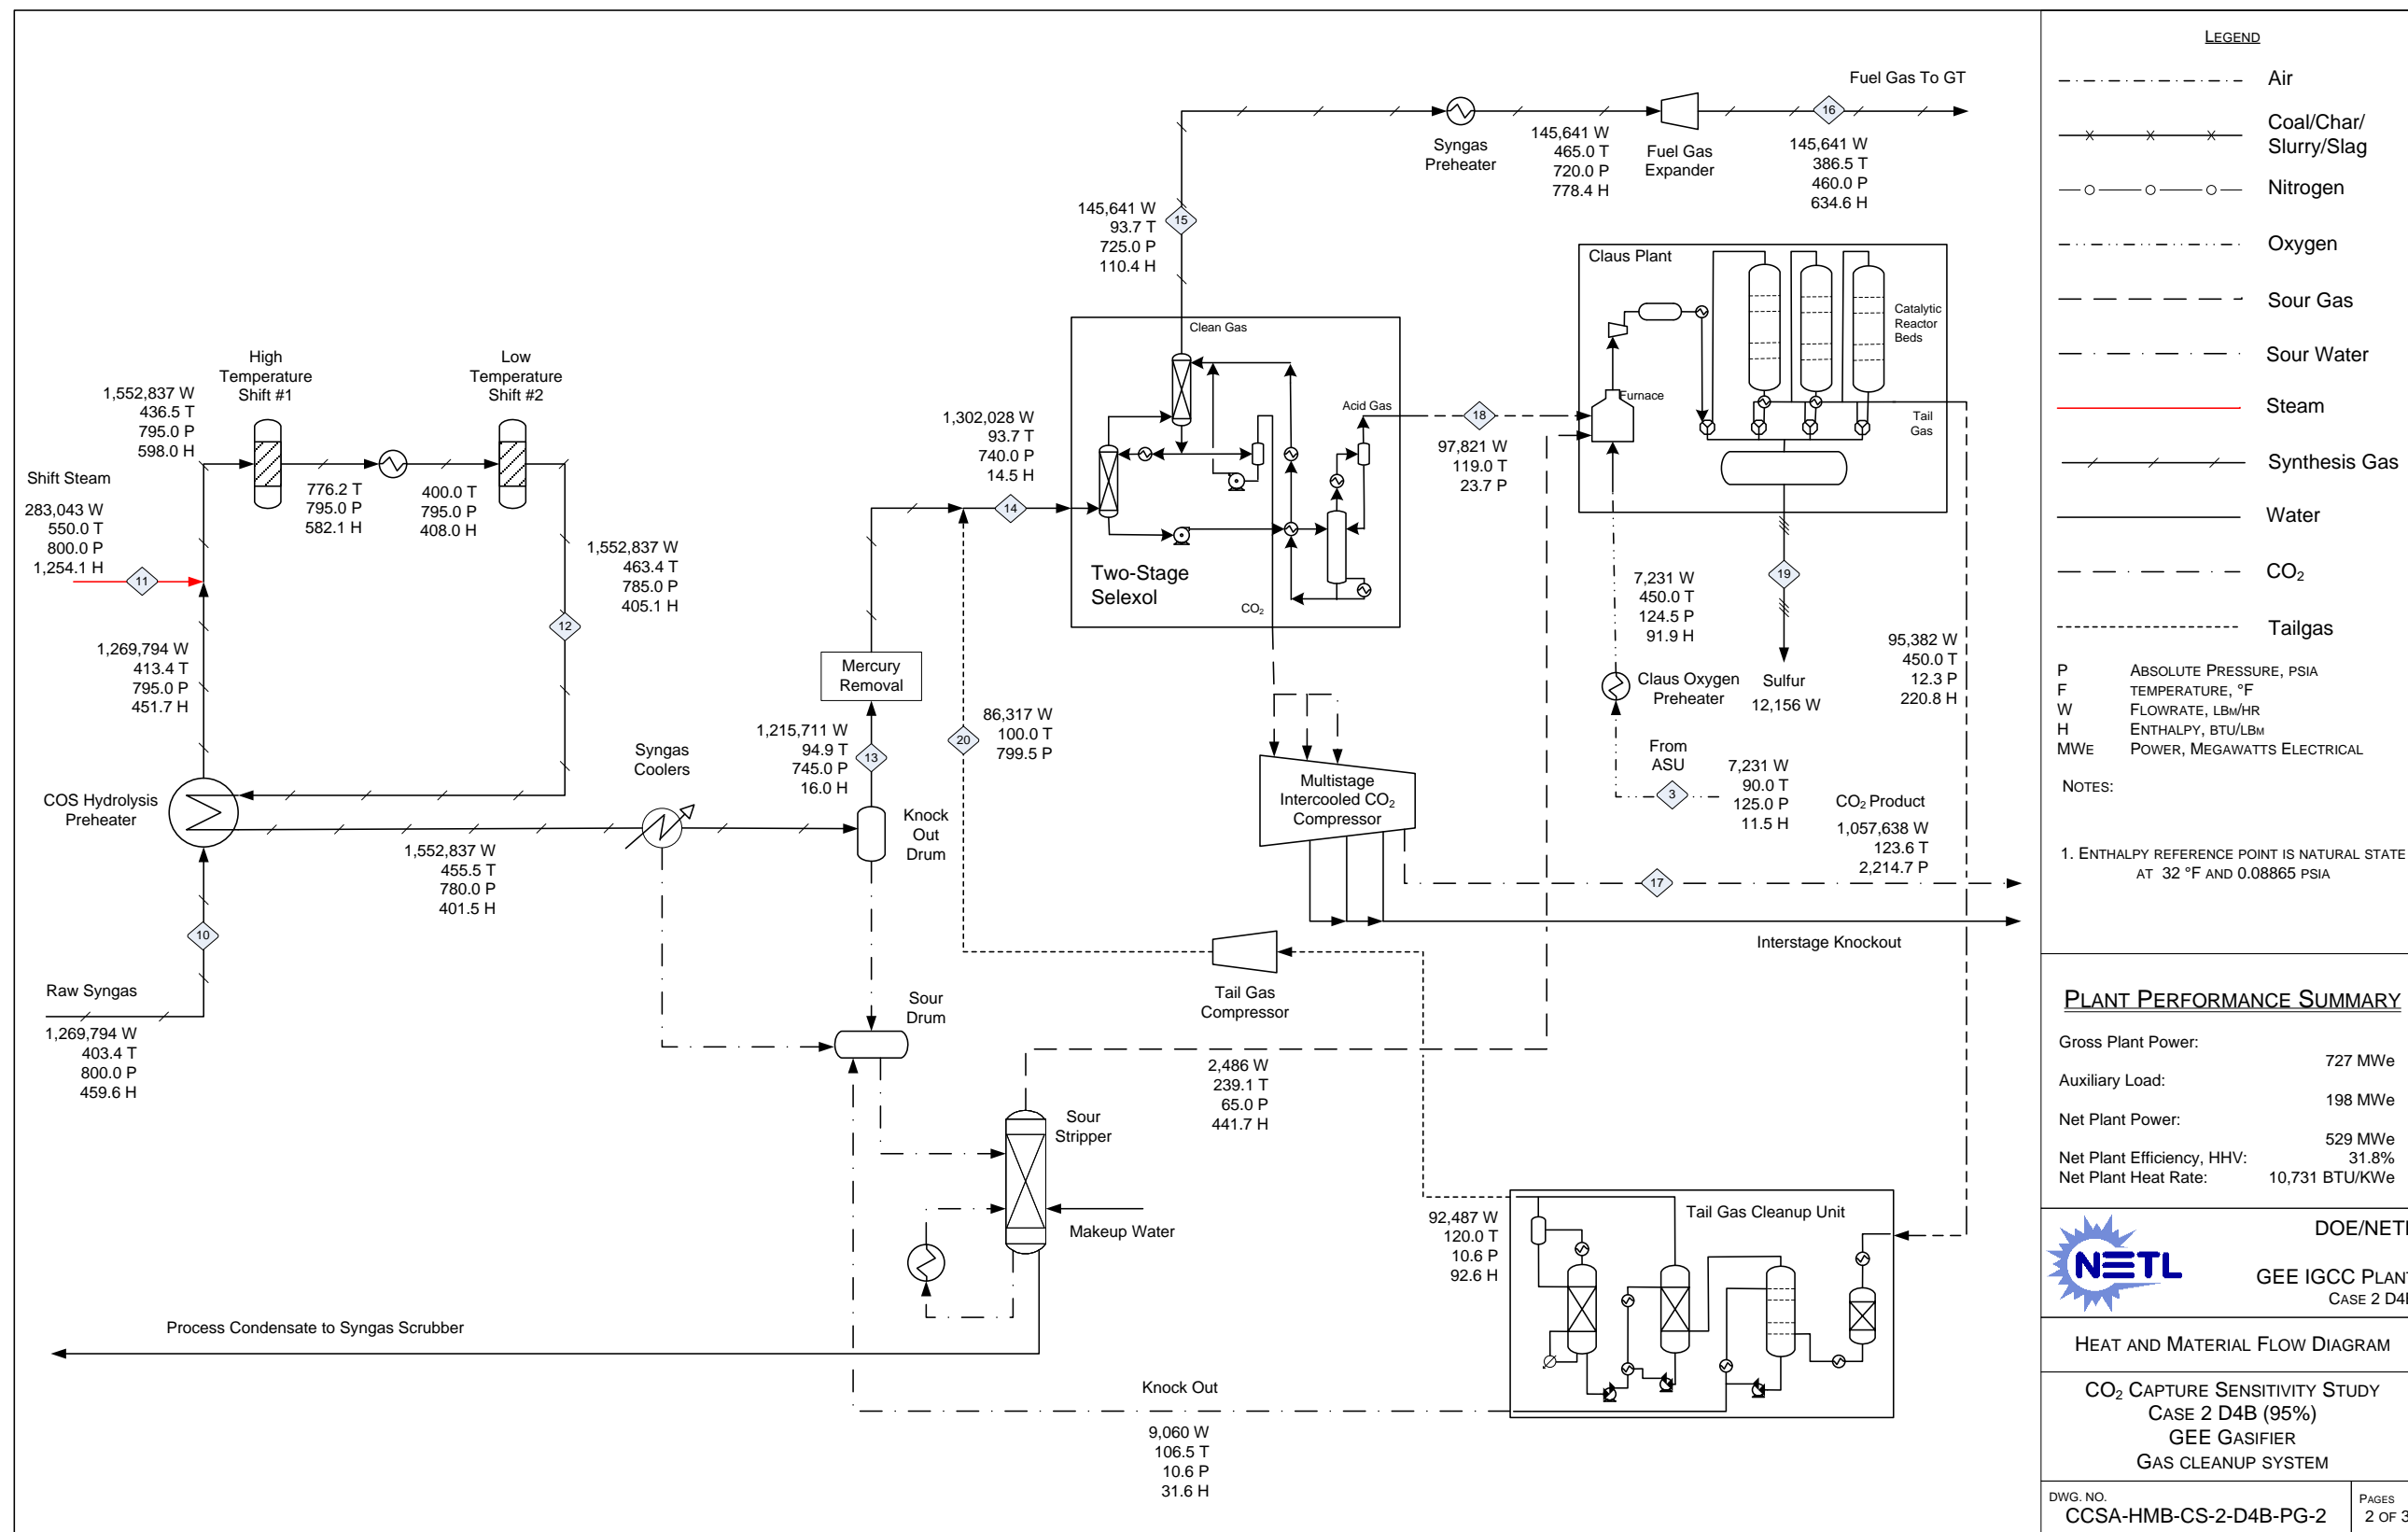 Fuel Gas To GT
16
145,641 W
386.5 T
460.0 P
634.6 H
Syngas
Preheater
145,641 W
465.0 T
720.0 P
778.4 H
Fuel Gas
Expander
145,641 W
93.7 T
725.0 P
110.4 H
15
High
Temperature
Shift #1
Low
Temperature
Shift #2
1,552,837 W
436.5 T
795.0 P
598.0 H
776.2 T
795.0 P
582.1 H
400.0 T
795.0 P
408.0 H
Shift Steam
283,043 W
550.0 T
800.0 P
1,254.1 H
11
1,552,837 W
463.4 T
785.0 P
405.1 H
12
1,269,794 W
413.4 T
795.0 P
451.7 H
COS Hydrolysis
Preheater
1,552,837 W
455.5 T
780.0 P
401.5 H
10
Raw Syngas
1,269,794 W
403.4 T
800.0 P
459.6 H
Syngas
Coolers
Knock
Out
Drum
1,215,711 W
94.9 T
745.0 P
16.0 H
13
Mercury
Removal
1,302,028 W
93.7 T
740.0 P
14.5 H
14
86,317 W
100.0 T
799.5 P
20
Clean Gas
Acid Gas
Two-Stage
Selexol
CO2
18
97,821 W
119.0 T
23.7 P
Claus Plant
Furnace
Catalytic
Reactor
Beds
Tail
Gas
19
Sulfur
12,156 W
7,231 W
450.0 T
124.5 P
91.9 H
Claus Oxygen
Preheater
From
ASU
3
7,231 W
90.0 T
125.0 P
11.5 H
95,382 W
450.0 T
12.3 P
220.8 H
Multistage
Intercooled CO2
Compressor
CO2 Product
1,057,638 W
123.6 T
2,214.7 P
17
Interstage Knockout
Tail Gas
Compressor
Sour
Drum
2,486 W
239.1 T
65.0 P
441.7 H
Sour
Stripper
Makeup Water
Process Condensate to Syngas Scrubber
92,487 W
120.0 T
10.6 P
92.6 H
Tail Gas Cleanup Unit
Knock Out
9,060 W
106.5 T
10.6 P
31.6 H
LEGEND
Air
Coal/Char/
Slurry/Slag
Nitrogen
Oxygen
Sour Gas
Sour Water
Steam
Synthesis Gas
Water
CO2
Tailgas
P ABSOLUTE PRESSURE, PSIA
F TEMPERATURE, °F
W FLOWRATE, LBM/HR
H ENTHALPY, BTU/LBM
MWE POWER, MEGAWATTS ELECTRICAL
NOTES:
1. ENTHALPY REFERENCE POINT IS NATURAL STATE
AT 32 °F AND 0.08865 PSIA
PLANT PERFORMANCE SUMMARY
Gross Plant Power:
727 MWe
Auxiliary Load:
198 MWe
Net Plant Power:
529 MWe
Net Plant Efficiency, HHV: 31.8%
Net Plant Heat Rate: 10,731 BTU/KWe
NETL
DOE/NETL
GEE IGCC PLANT
CASE 2 D4B
HEAT AND MATERIAL FLOW DIAGRAM
CO2 CAPTURE SENSITIVITY STUDY
CASE 2 D4B (95%)
GEE GASIFIER
GAS CLEANUP SYSTEM
DWG. NO.
CCSA-HMB-CS-2-D4B-PG-2
PAGES
2 OF 3